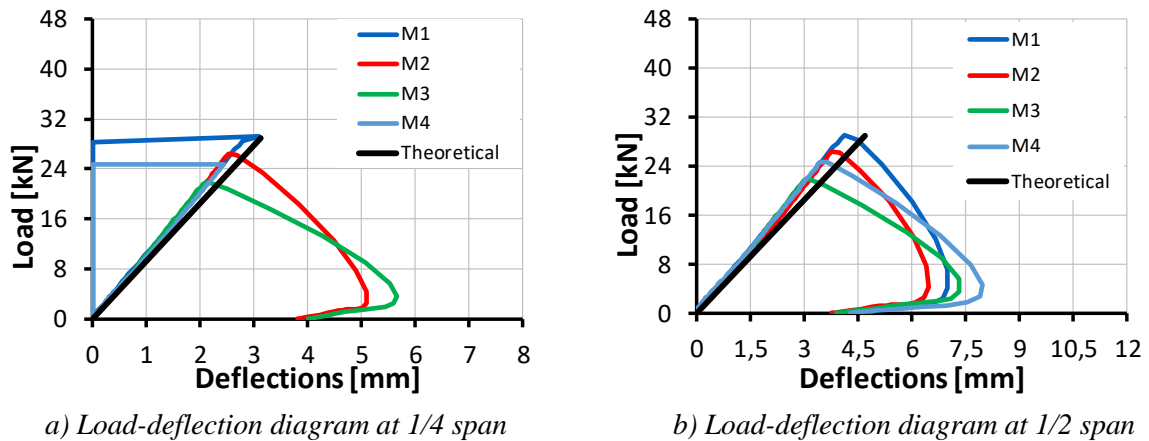 48
40
32
24
16
8
0
Load [kN]
M1
M2
M3
M4
Theoretical
0 1 2 3 4 5 6 7 8
Deflections [mm]
a) Load-deflection diagram at 1/4 span
48
40
32
24
16
8
0
Load [kN]
M1
M2
M3
M4
Theoretical
0 1,5 3 4,5 6 7,5 9 10,5 12
Deflections [mm]
b) Load-deflection diagram at 1/2 span